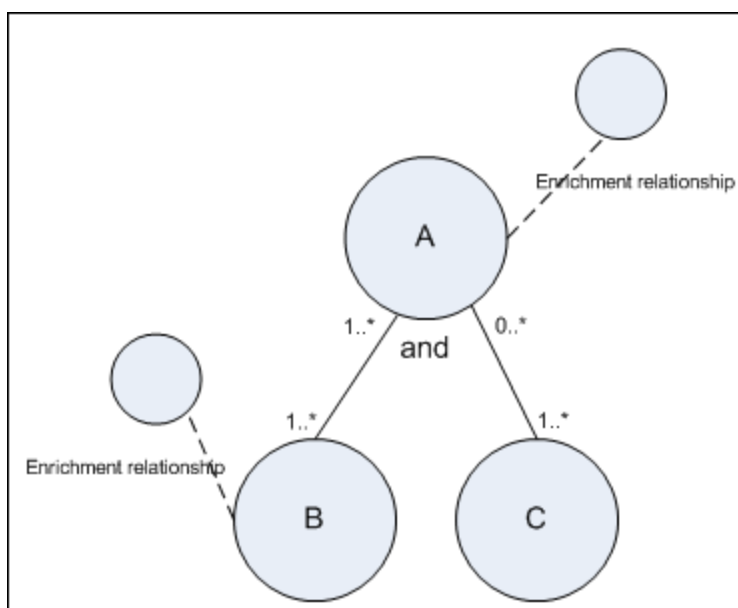 Enrichment relationship
A
1..*
0..*
and
1..*
1..*
Enrichment relationship
B
C